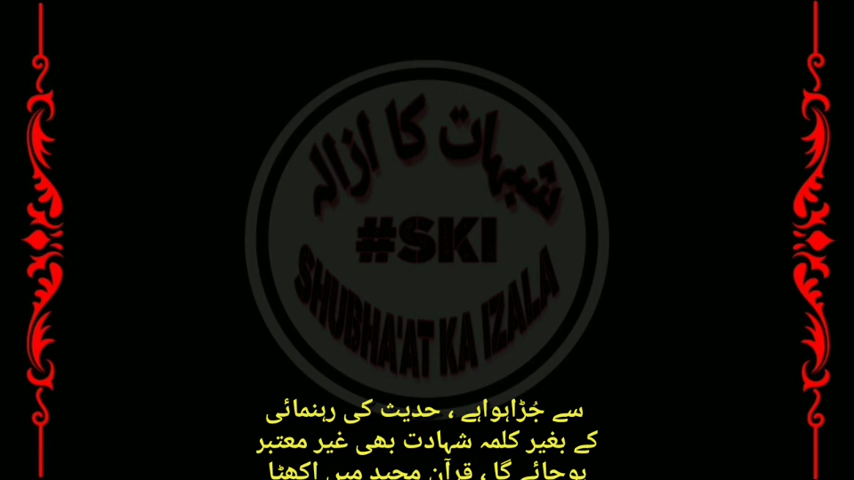 شبہات کا ازالہ
#SKI
SHUBHA'AT KA IZALA
سے جُڑاہواہے ، حدیث کی رہنمائی
کے بغیر کلمہ شہادت بھی غیر معتبر
ہوجائے گا ، قرآن مجید میں اکھٹا